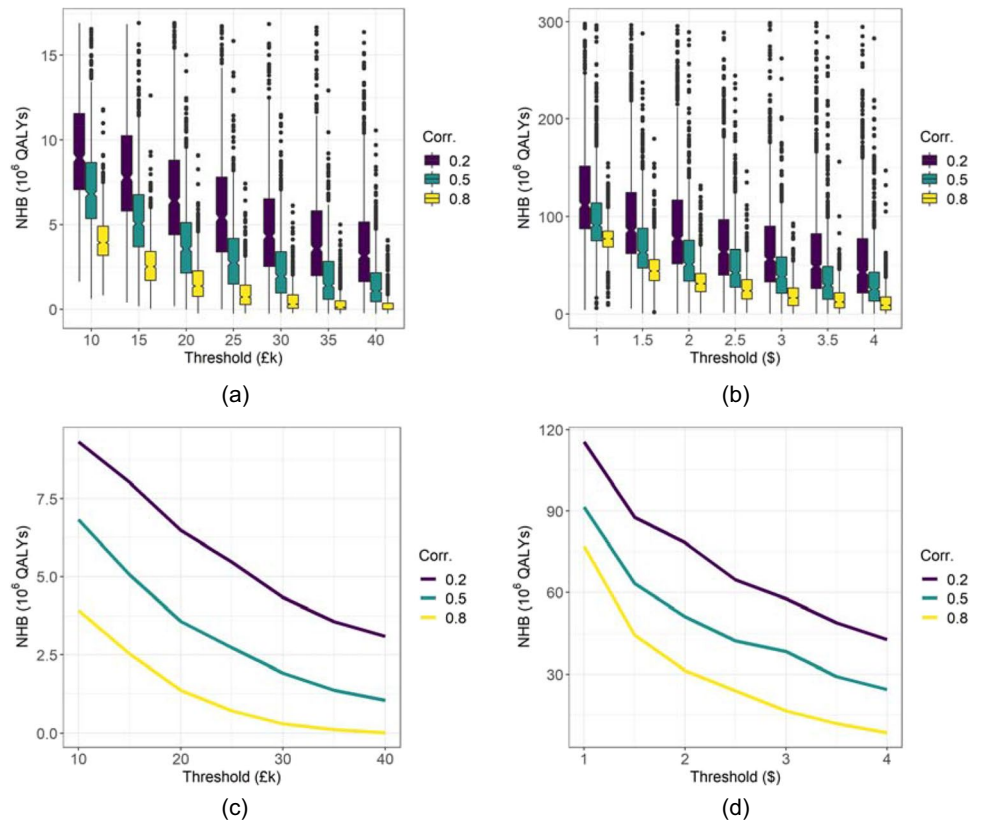 NHB (10⁶ QALYs)
15
10
5
0
10 15 20 25 30 35 40
Threshold (£k)
Corr.
0.2
0.5
0.8
(a)
NHB (10⁶ QALYs)
300
200
100
0
1 1.5 2 2.5 3 3.5 4
Threshold ($)
Corr.
0.2
0.5
0.8
(b)
NHB (10⁶ QALYs)
7.5
5.0
2.5
0.0
10 20 30 40
Threshold (£k)
Corr.
0.2
0.5
0.8
(c)
NHB (10⁶ QALYs)
120
90
60
30
1 2 3 4
Threshold ($)
Corr.
0.2
0.5
0.8
(d)